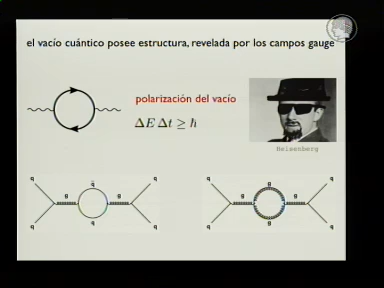 el vacío cuántico posee estructura, revelada por los campos gauge
polarización del vacío
ΔE Δt ≥ ħ
Heisenberg
q q q q
g g
q̄
q
q q q q
g g
g
g